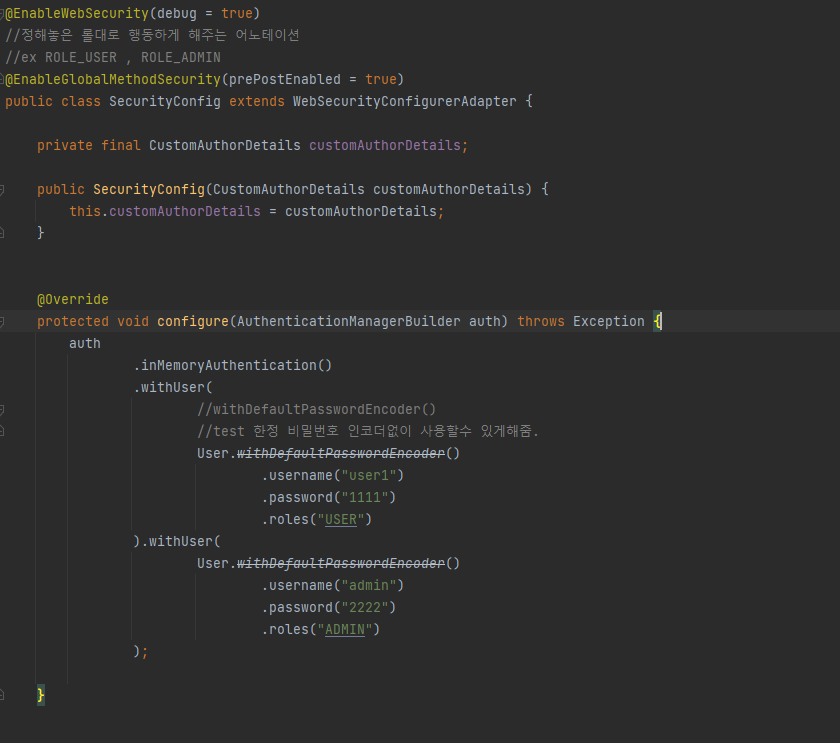 @EnableWebSecurity(debug = true)
//정해놓은 롤대로 행동하게 해주는 어노테이션
//ex ROLE_USER , ROLE_ADMIN
@EnableGlobalMethodSecurity(prePostEnabled = true)
public class SecurityConfig extends WebSecurityConfigurerAdapter {
private final CustomAuthorDetails customAuthorDetails;
public SecurityConfig(CustomAuthorDetails customAuthorDetails) {
this.customAuthorDetails = customAuthorDetails;
}
@Override
protected void configure(AuthenticationManagerBuilder auth) throws Exception {
auth
.inMemoryAuthentication()
.withUser(
//withDefaultPasswordEncoder()
//test 한정 비밀번호 인코더없이 사용할수 있게해줌.
User.withDefaultPasswordEncoder()
.username("user1")
.password("1111")
.roles("USER")
).withUser(
User.withDefaultPasswordEncoder()
.username("admin")
.password("2222")
.roles("ADMIN")
);
}